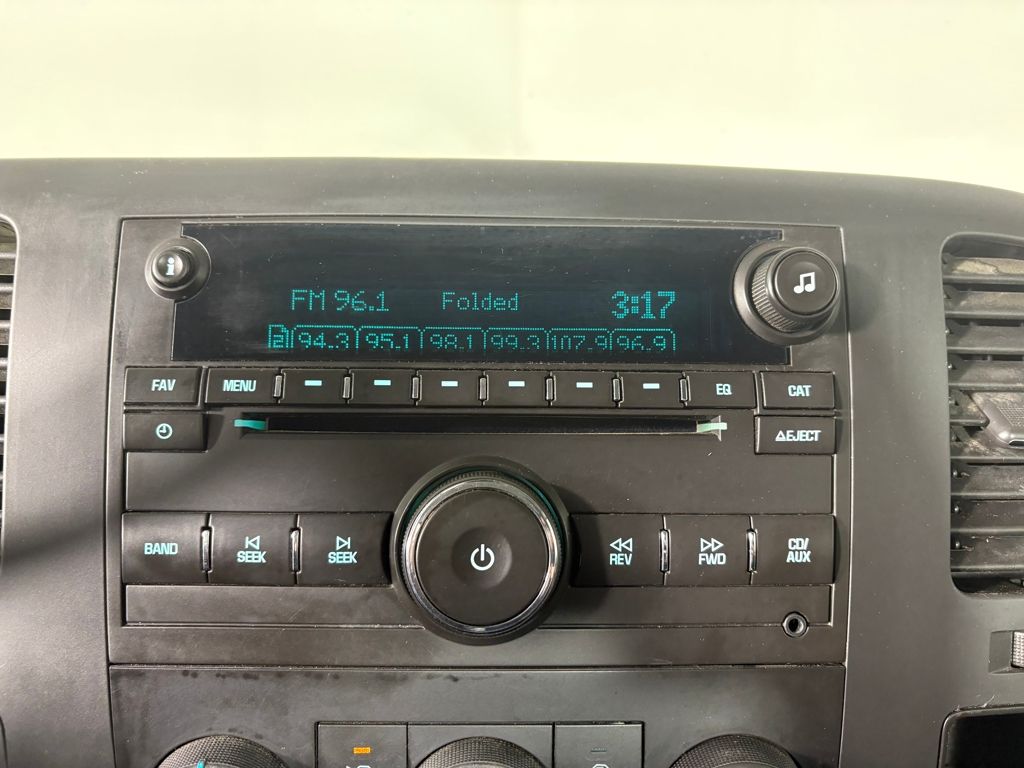 i
FM 96.1 Folded 3:17
2 94.3 95.1 98.1 99.3 107.9 96.9
FAV MENU EQ CAT
EJECT
BAND SEEK SEEK REV FWD CD/
AUX